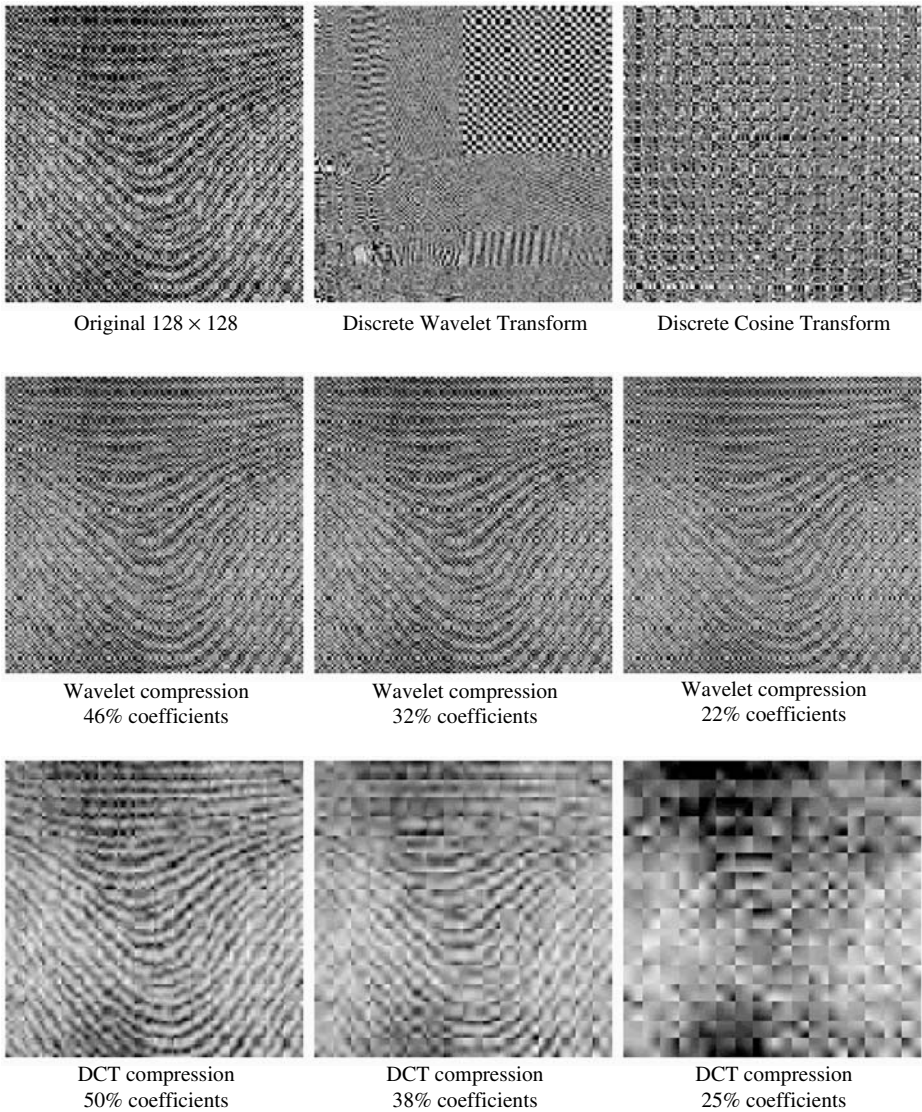 Original 128 × 128
Discrete Wavelet Transform
Discrete Cosine Transform
Wavelet compression
46% coefficients
Wavelet compression
32% coefficients
Wavelet compression
22% coefficients
DCT compression
50% coefficients
DCT compression
38% coefficients
DCT compression
25% coefficients